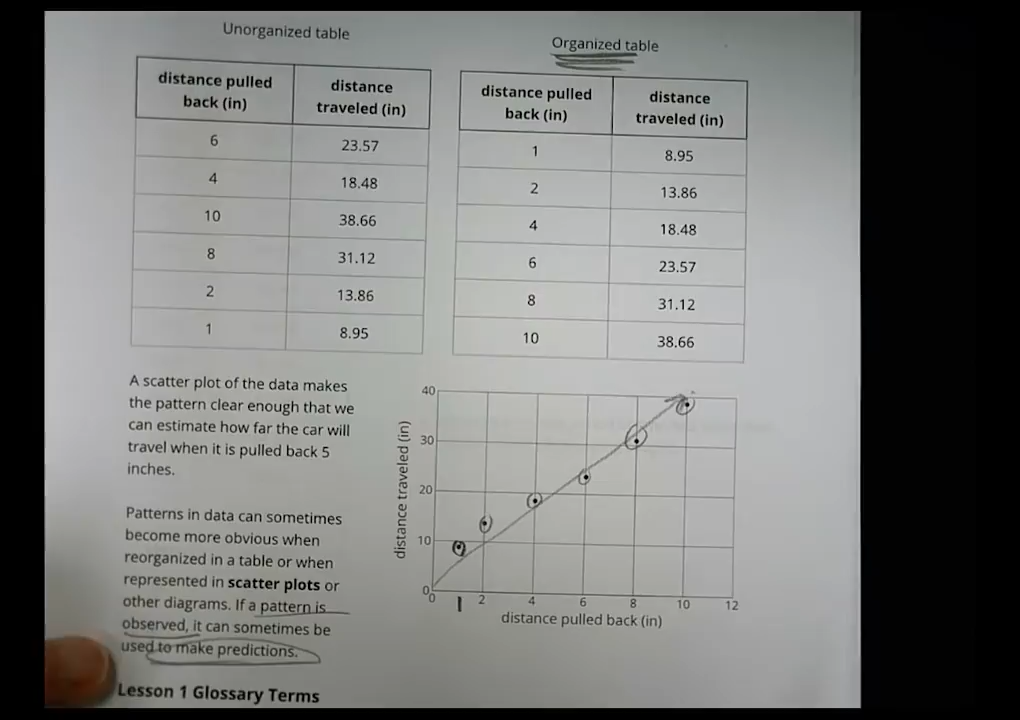 Unorganized table
distance pulled back (in) distance traveled (in)
6 23.57
4 18.48
10 38.66
8 31.12
2 13.86
1 8.95
Organized table
distance pulled back (in) distance traveled (in)
1 8.95
2 13.86
4 18.48
6 23.57
8 31.12
10 38.66
A scatter plot of the data makes
the pattern clear enough that we
can estimate how far the car will
travel when it is pulled back 5
inches.
Patterns in data can sometimes
become more obvious when
reorganized in a table or when
represented in scatter plots or
other diagrams. If a pattern is
observed, it can sometimes be
used to make predictions.
distance traveled (in)
40
30
20
10
0
0 1 2 4 6 8 10 12
distance pulled back (in)
Lesson 1 Glossary Terms